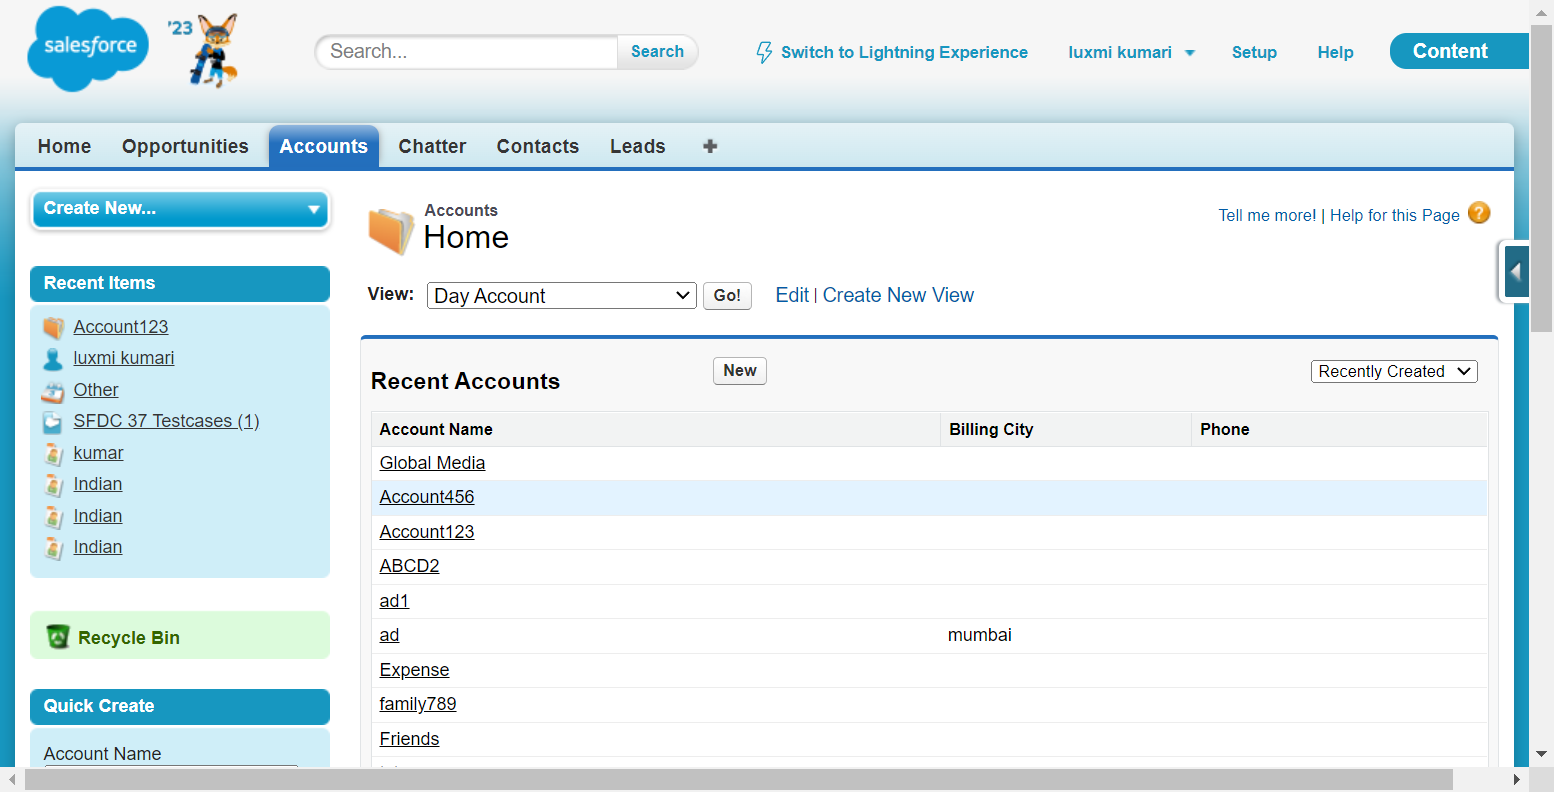 salesforce
'23
Search...
Search
Switch to Lightning Experience
luxmi kumari
Setup
Help
Content
Home
Opportunities
Accounts
Chatter
Contacts
Leads
Create New...
Recent Items
Account123
luxmi kumari
Other
SFDC 37 Testcases (1)
kumar
Indian
Indian
Indian
Recycle Bin
Quick Create
Account Name
Accounts
Home
Tell me more! | Help for this Page
View: Day Account Go! Edit | Create New View
Recent Accounts
New
Recently Created
Account Name Billing City Phone
Global Media
Account456
Account123
ABCD2
ad1
ad mumbai
Expense
family789
Friends